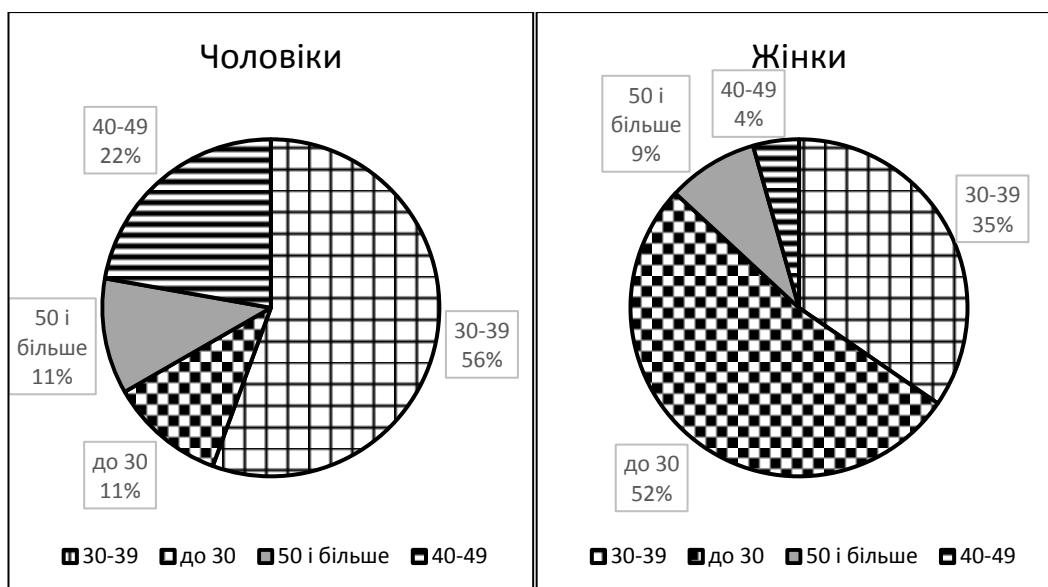 Чоловіки
40-49
22%
50 і
більше
11%
до 30
11%
30-39
56%
30-39 до 30 50 і більше 40-49
Жінки
50 і
більше
9%
40-49
4%
30-39
35%
до 30
52%
30-39 до 30 50 і більше 40-49